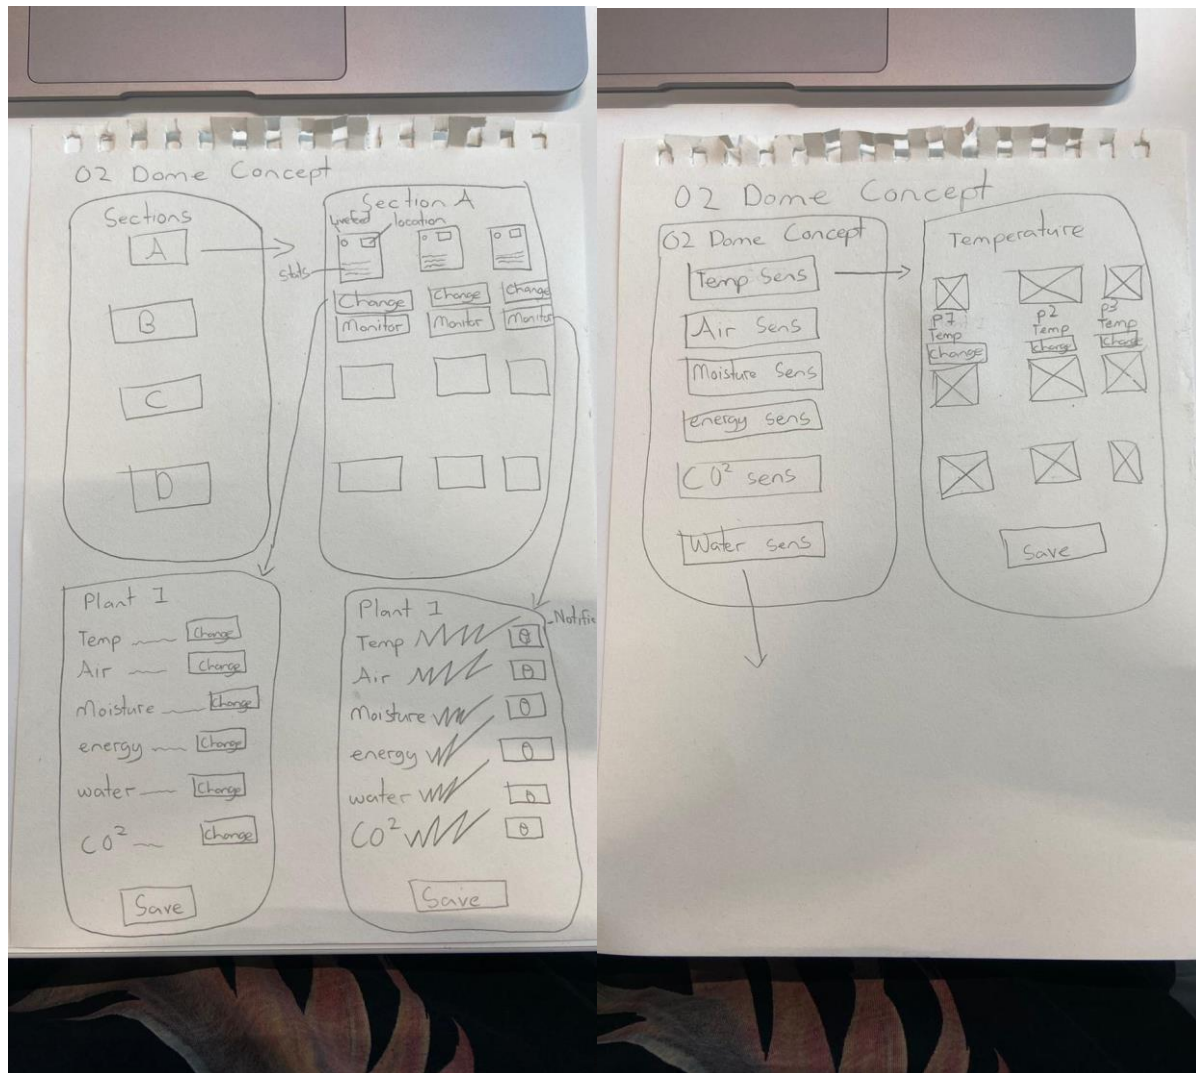 O2 Dome Concept
Sections
A
B
C
D
Section A
Livefeed
location
stats
Change
Change
Change
Monitor
Monitor
Monitor
Plant 1
Temp
Change
Air
Change
Moisture
Change
energy
Change
water
Change
CO²
Change
Save
Plant 1
Notifi
Temp
Air
Moisture
energy
water
CO²
Save
O2 Dome Concept
O2 Dome Concept
Temp Sens
Air Sens
Moisture Sens
energy sens
CO² sens
Water sens
Temperature
P1
P2
P3
Temp
Temp
Temp
Change
Change
Change
Save